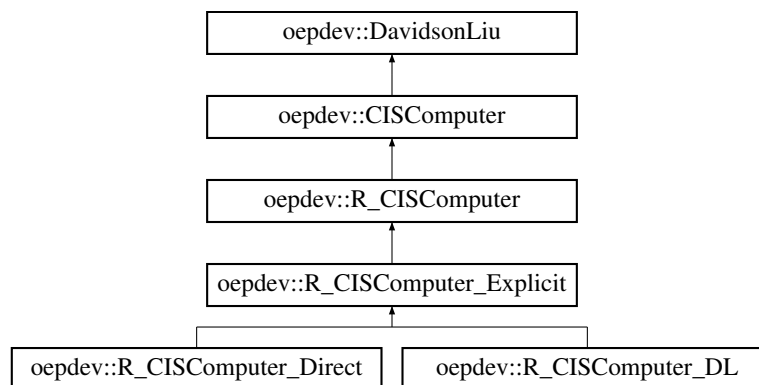 oepdev::DavidsonLiu
oepdev::CISComputer
oepdev::R_CISComputer
oepdev::R_CISComputer_Explicit
oepdev::R_CISComputer_Direct
oepdev::R_CISComputer_DL